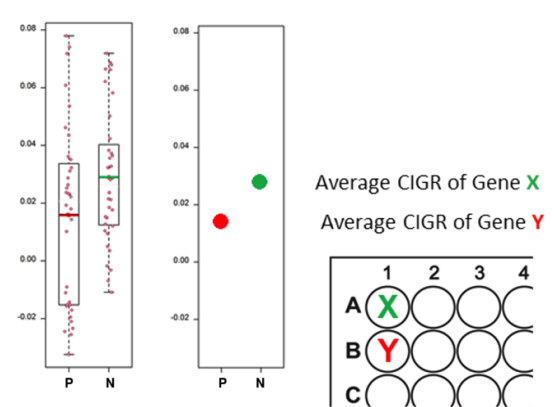 0.08
0.06
0.04
0.02
0.00
-0.02
P N
0.08
0.06
0.04
0.02
0.00
-0.02
P N
Average CIGR of Gene X
Average CIGR of Gene Y
1 2 3 4
A X
B Y
C